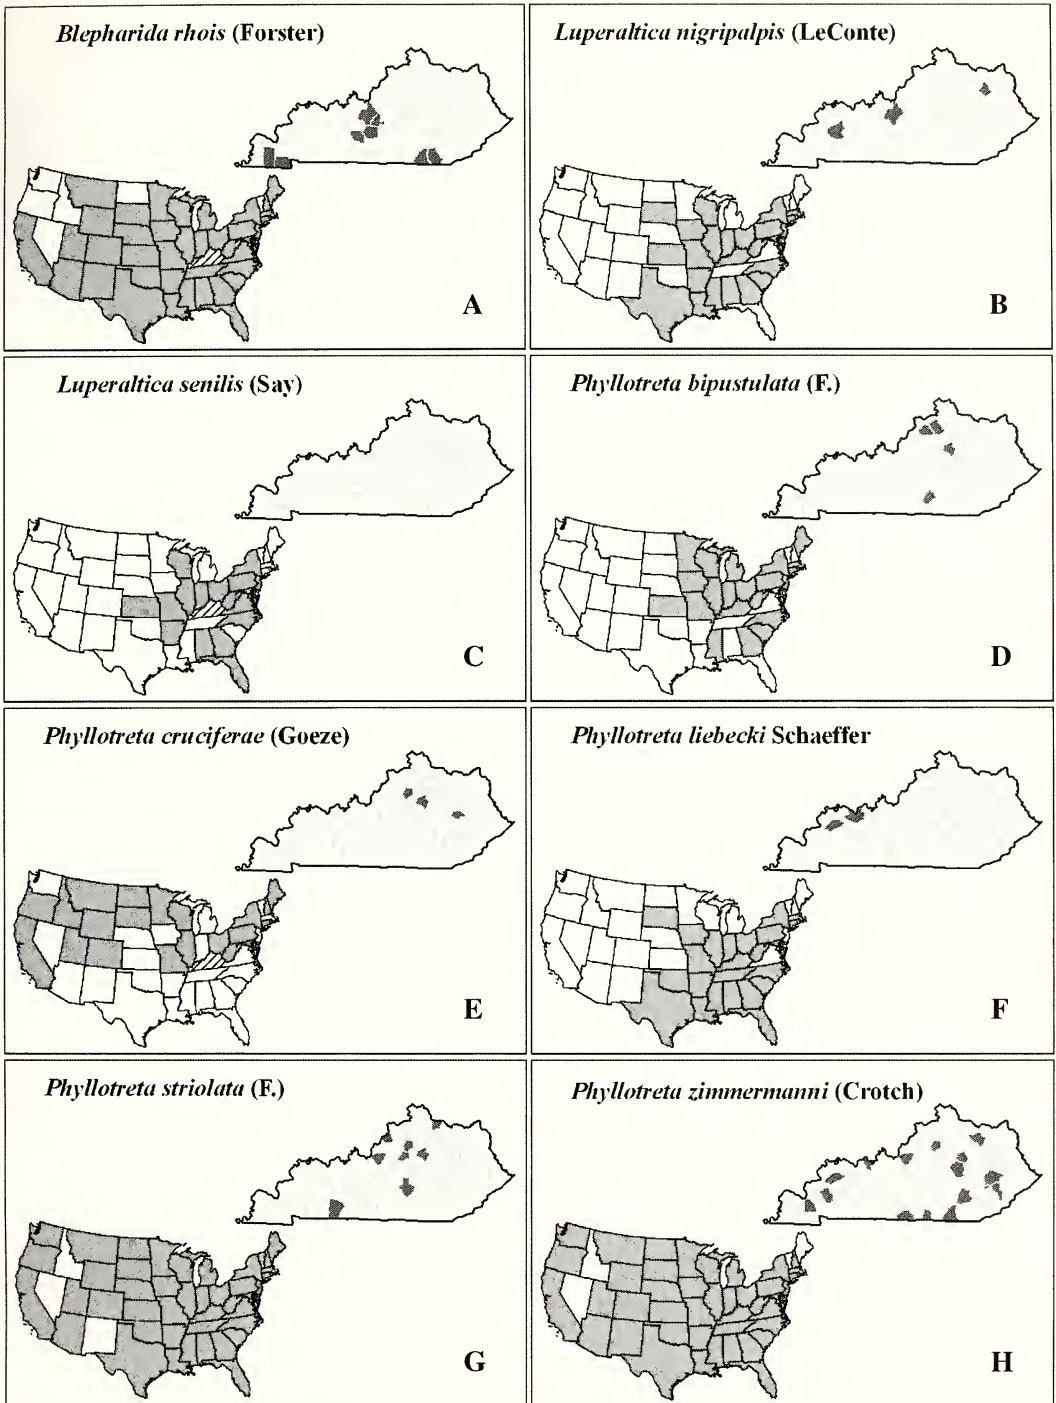 Blepharida rhois (Forster)
A
Luperaltica nigripalpis (LeConte)
B
Luperaltica senilis (Say)
C
Phyllotreta bipustulata (F.)
D
Phyllotreta cruciferae (Goeze)
E
Phyllotreta liebecki Schaeffer
F
Phyllotreta striolata (F.)
G
Phyllotreta zimmermanni (Crotch)
H